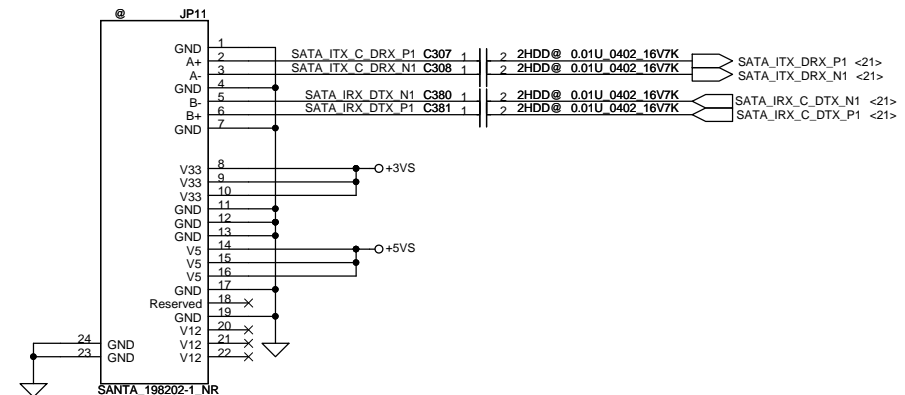 @ JP11
GND 1
A+ 2 SATA_ITX_C_DRX_P1 C307 1 2 2HDD@ 0.01U_0402_16V7K SATA_ITX_DRX_P1 <21>
A- 3 SATA_ITX_C_DRX_N1 C308 1 2 2HDD@ 0.01U_0402_16V7K SATA_ITX_DRX_N1 <21>
GND 4
B- 5 SATA_IRX_DTX_N1 C380 1 2 2HDD@ 0.01U_0402_16V7K SATA_IRX_C_DTX_N1 <21>
B+ 6 SATA_IRX_DTX_P1 C381 1 2 2HDD@ 0.01U_0402_16V7K SATA_IRX_C_DTX_P1 <21>
GND 7
V33 8 +3VS
V33 9
V33 10
GND 11
GND 12
GND 13
V5 14 +5VS
V5 15
V5 16
GND 17
Reserved 18
GND 19
V12 20
24 GND V12 21
23 GND V12 22
SANTA_198202-1_NR